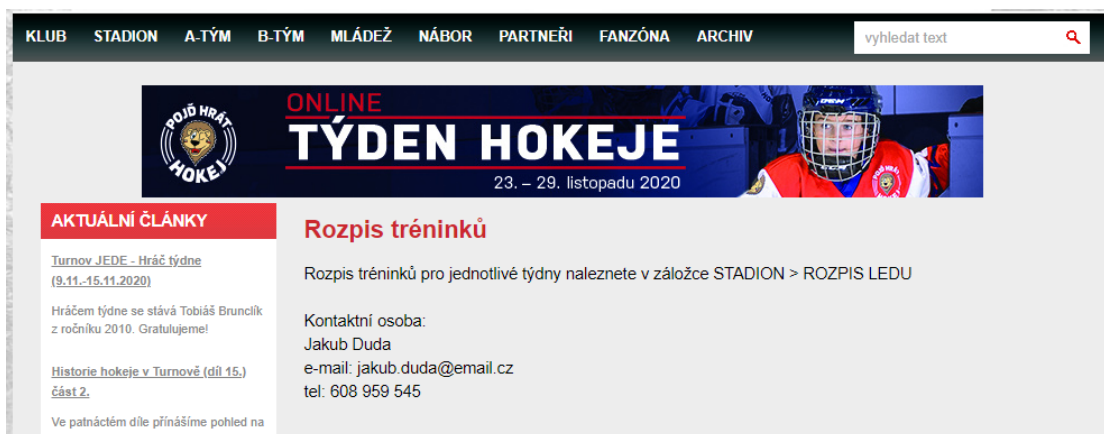 KLUB STADION A-TÝM B-TÝM MLÁDEŽ NÁBOR PARTNEŘI FANZÓNA ARCHIV vyhledat text
POJĎ HRÁT
HOKEJ
ONLINE
TÝDEN HOKEJE
23. – 29. listopadu 2020
AKTUÁLNÍ ČLÁNKY
Turnov JEDE - Hráč týdne
(9.11.-15.11.2020)
Hráčem týdne se stává Tobiáš Brunclík
z ročníku 2010. Gratulujeme!
Historie hokeje v Turnově (díl 15.)
část 2.
Ve patnáctém díle přínášíme pohled na
Rozpis tréninků
Rozpis tréninků pro jednotlivé týdny naleznete v záložce STADION > ROZPIS LEDU
Kontaktní osoba:
Jakub Duda
e-mail: jakub.duda@email.cz
tel: 608 959 545